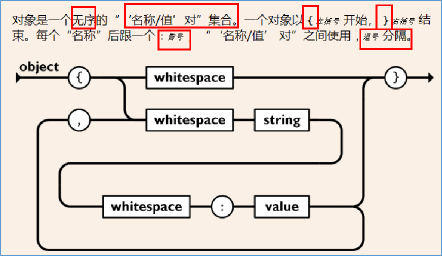 对象是一个无序的“‘名称/值’对”集合。一个对象以 { 左括号 开始, } 右括号 结
束。每个“名称”后跟一个 : 冒号 “‘名称/值’对”之间使用 , 逗号 分隔。
object
{ whitespace }
, whitespace string
whitespace : value